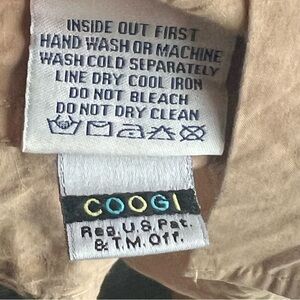 INSIDE OUT FIRST
HAND WASH OR MACHINE
WASH COLD SEPARATELY
LINE DRY COOL IRON
DO NOT BLEACH
DO NOT DRY CLEAN
COOGI
Reg. U.S. Pat.
& T.M. Off.